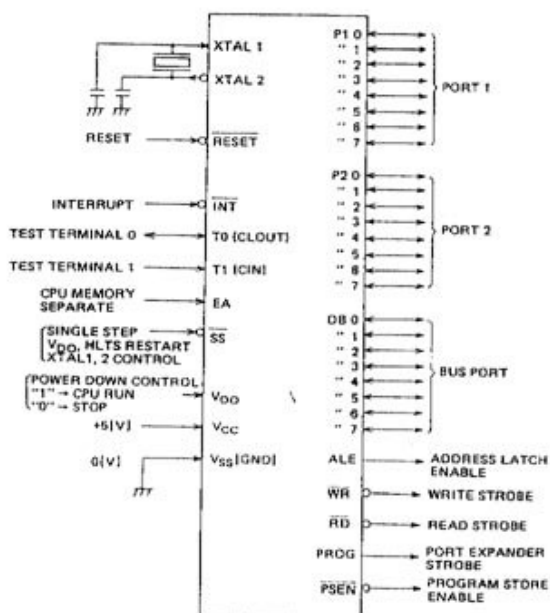 XTAL 1
XTAL 2
RESET
RESET
INTERRUPT
INT
TEST TERMINAL 0
T0 (CLOUT)
TEST TERMINAL 1
T1 [CIN]
CPU MEMORY
SEPARATE
EA
SINGLE STEP
VDD, HLTS RESTART
XTAL1, 2 CONTROL
SS
POWER DOWN CONTROL
"1" → CPU RUN
"0" → STOP
VDD
+5[V]
VCC
0[V]
VSS[GND]
P1 0
" 1
" 2
" 3
" 4
" 5
" 6
" 7
PORT 1
P2 0
" 1
" 2
" 3
" 4
" 5
" 6
" 7
PORT 2
DB 0
" 1
" 2
" 3
" 4
" 5
" 6
" 7
BUS PORT
ALE
ADDRESS LATCH
ENABLE
WR
WRITE STROBE
RD
READ STROBE
PROG
PORT EXPANDER
STROBE
PSEN
PROGRAM STORE
ENABLE